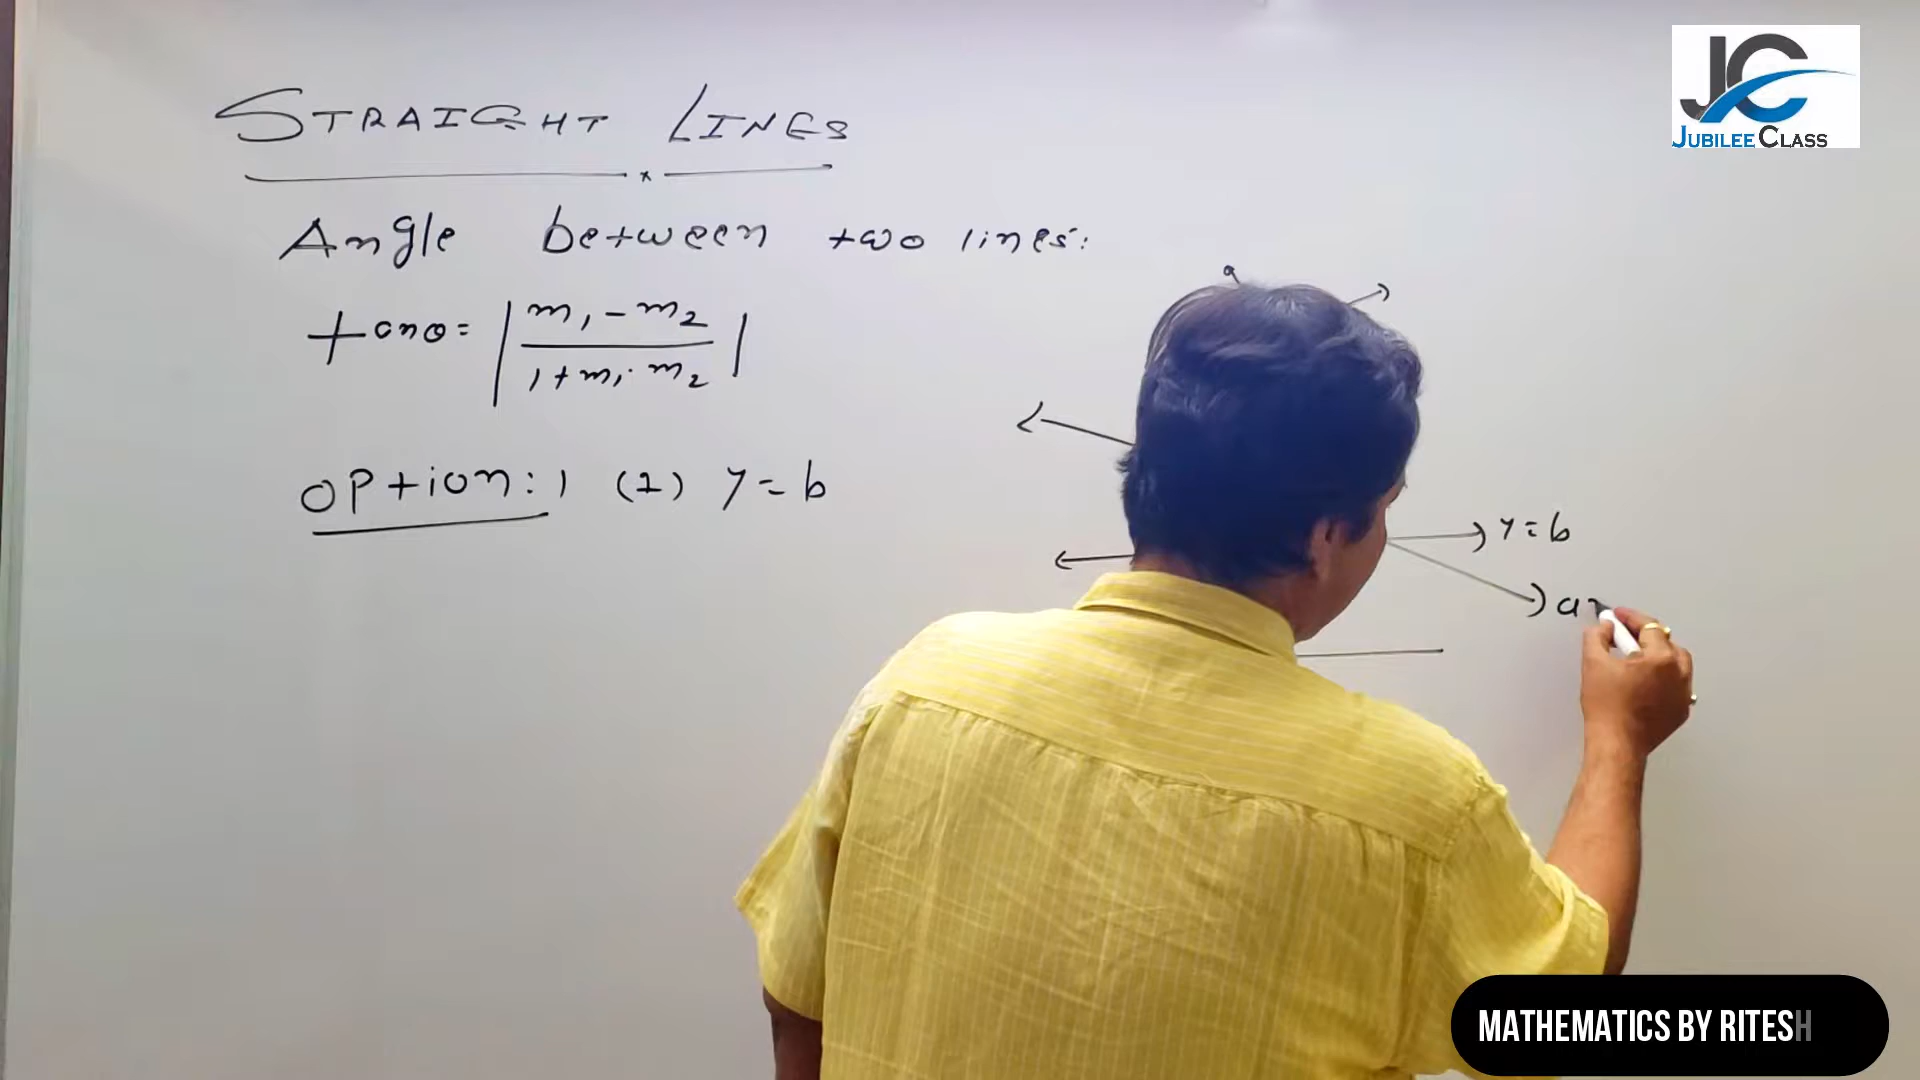 STRAIGHT LINES
Angle between two lines:
tanθ = | m₁ - m₂ / 1 + m₁ · m₂ |
OPtion: 1 (1) y = b
y = b
a
JC
JUBILEE CLASS
MATHEMATICS BY RITESH